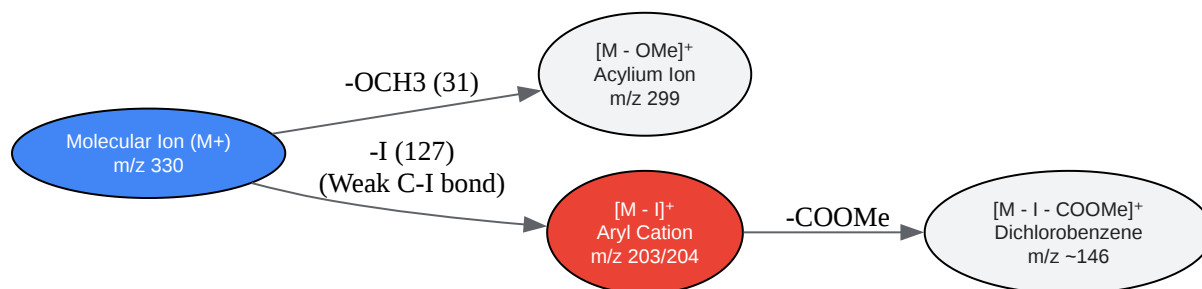 [M - OMe]⁺
Acylium Ion
m/z 299
-OCH3 (31)
Molecular Ion (M+)
m/z 330
-I (127)
(Weak C-I bond)
[M - I]⁺
Aryl Cation
m/z 203/204
-COOMe
[M - I - COOMe]⁺
Dichlorobenzene
m/z ~146